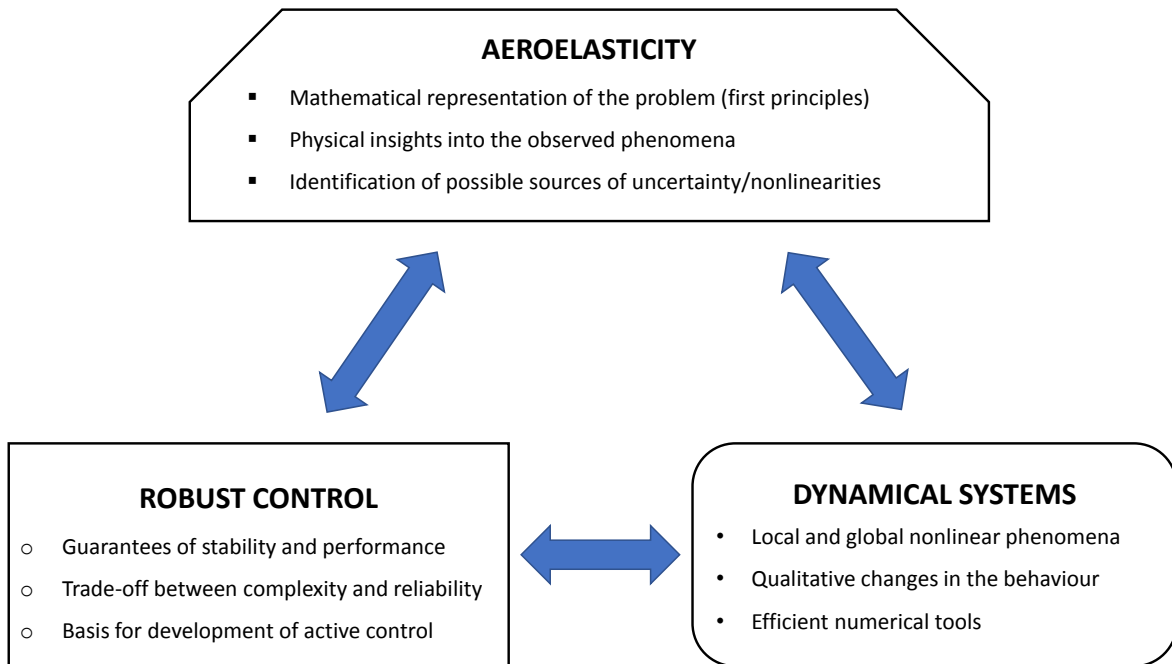 AEROELASTICITY
▪ Mathematical representation of the problem (first principles)
▪ Physical insights into the observed phenomena
▪ Identification of possible sources of uncertainty/nonlinearities
ROBUST CONTROL
o Guarantees of stability and performance
o Trade-off between complexity and reliability
o Basis for development of active control
DYNAMICAL SYSTEMS
• Local and global nonlinear phenomena
• Qualitative changes in the behaviour
• Efficient numerical tools